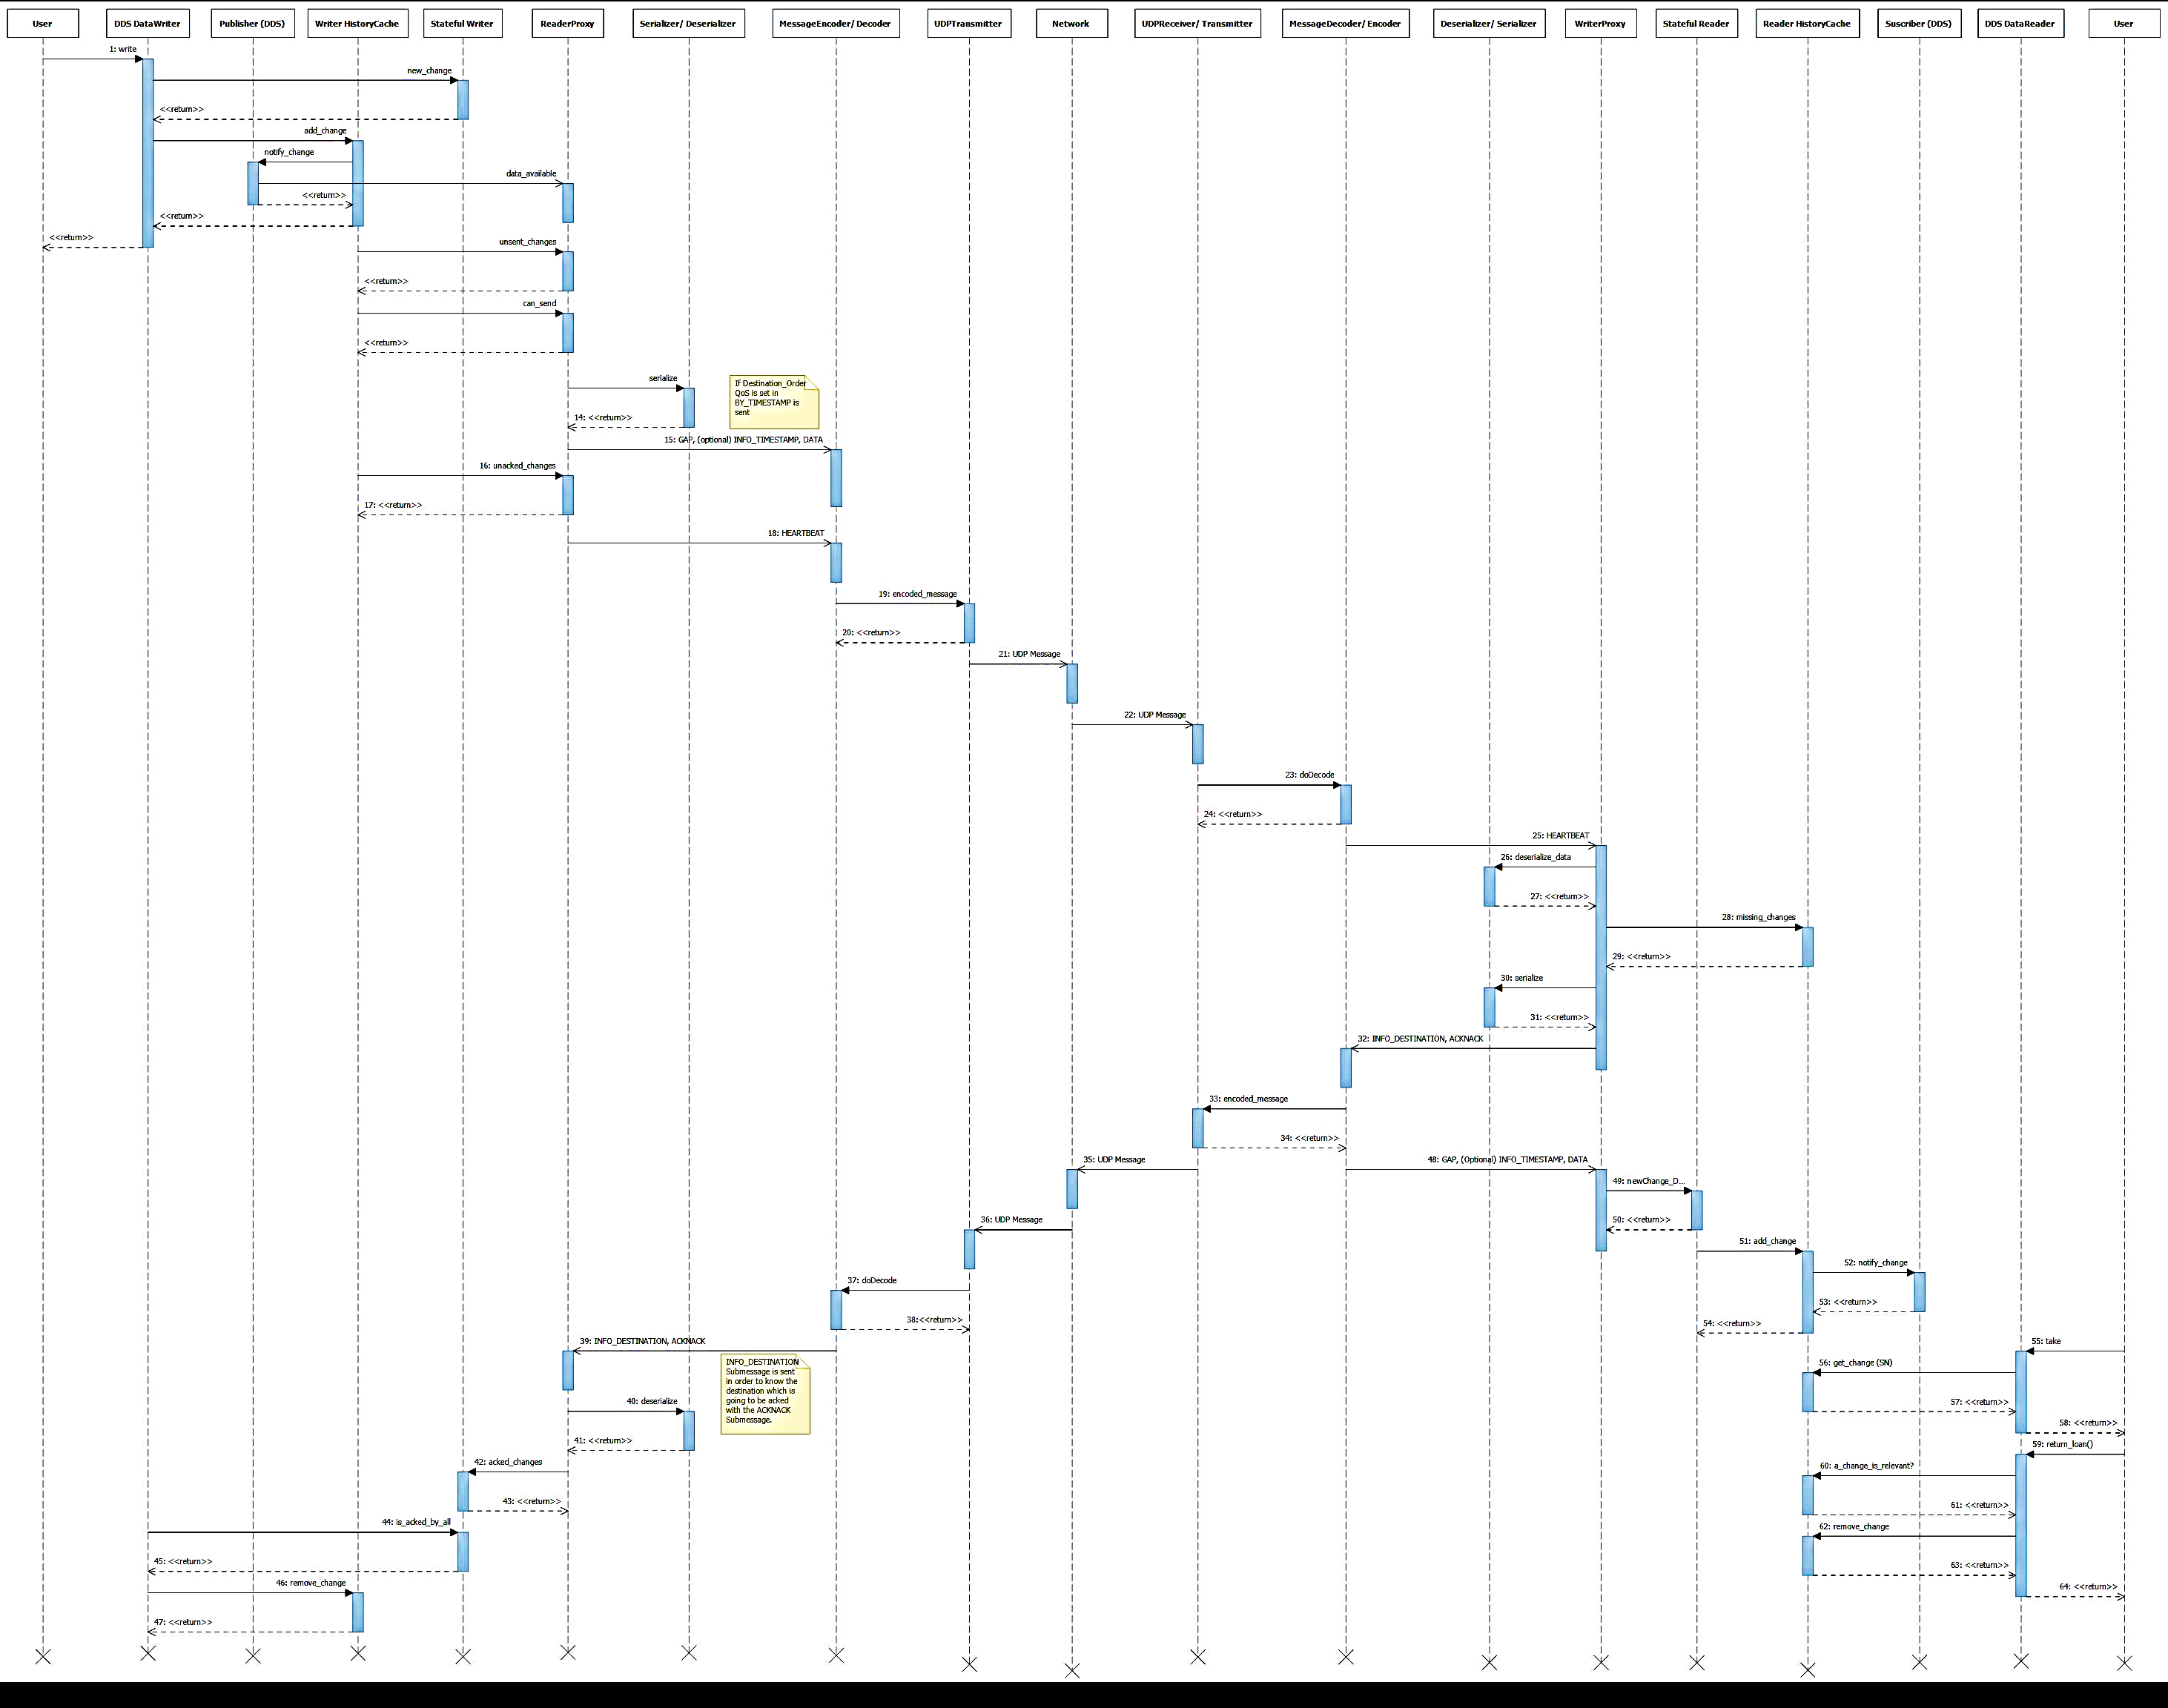 User
DDS DataWriter
Publisher (DDS)
Writer HistoryCache
Stateful Writer
ReaderProxy
Serializer/ Deserializer
MessageEncoder/ Decoder
UDPTransmitter
Network
UDPReceiver/ Transmitter
MessageDecoder/ Encoder
Deserializer/ Serializer
WriterProxy
Stateful Reader
Reader HistoryCache
Suscriber (DDS)
DDS DataReader
User
1: write
new_change
<<return>>
add_change
notify_change
data_available
<<return>>
<<return>>
<<return>>
unsent_changes
<<return>>
can_send
<<return>>
serialize
If Destination_Order
QoS is set in
BY_TIMESTAMP is
sent
14: <<return>>
15: GAP, (optional) INFO_TIMESTAMP, DATA
16: unacked_changes
17: <<return>>
18: HEARTBEAT
19: encoded_message
20: <<return>>
21: UDP Message
22: UDP Message
23: doDecode
24: <<return>>
25: HEARTBEAT
26: deserialize_data
27: <<return>>
28: missing_changes
29: <<return>>
30: serialize
31: <<return>>
32: INFO_DESTINATION, ACKNACK
33: encoded_message
34: <<return>>
35: UDP Message
48: GAP, (Optional) INFO_TIMESTAMP, DATA
49: newChange_D...
36: UDP Message
50: <<return>>
51: add_change
52: notify_change
37: doDecode
53: <<return>>
38:<<return>>
54: <<return>>
39: INFO_DESTINATION, ACKNACK
55: take
INFO_DESTINATION
Submessage is sent
in order to know the
destination which is
going to be acked
with the ACKNACK
Submessage.
56: get_change (SN)
40: deserialize
57: <<return>>
58: <<return>>
41: <<return>>
59: return_loan()
42: acked_changes
60: a_change_is_relevant?
43: <<return>>
61: <<return>>
44: is_acked_by_all
62: remove_change
45: <<return>>
63: <<return>>
46: remove_change
64: <<return>>
47: <<return>>